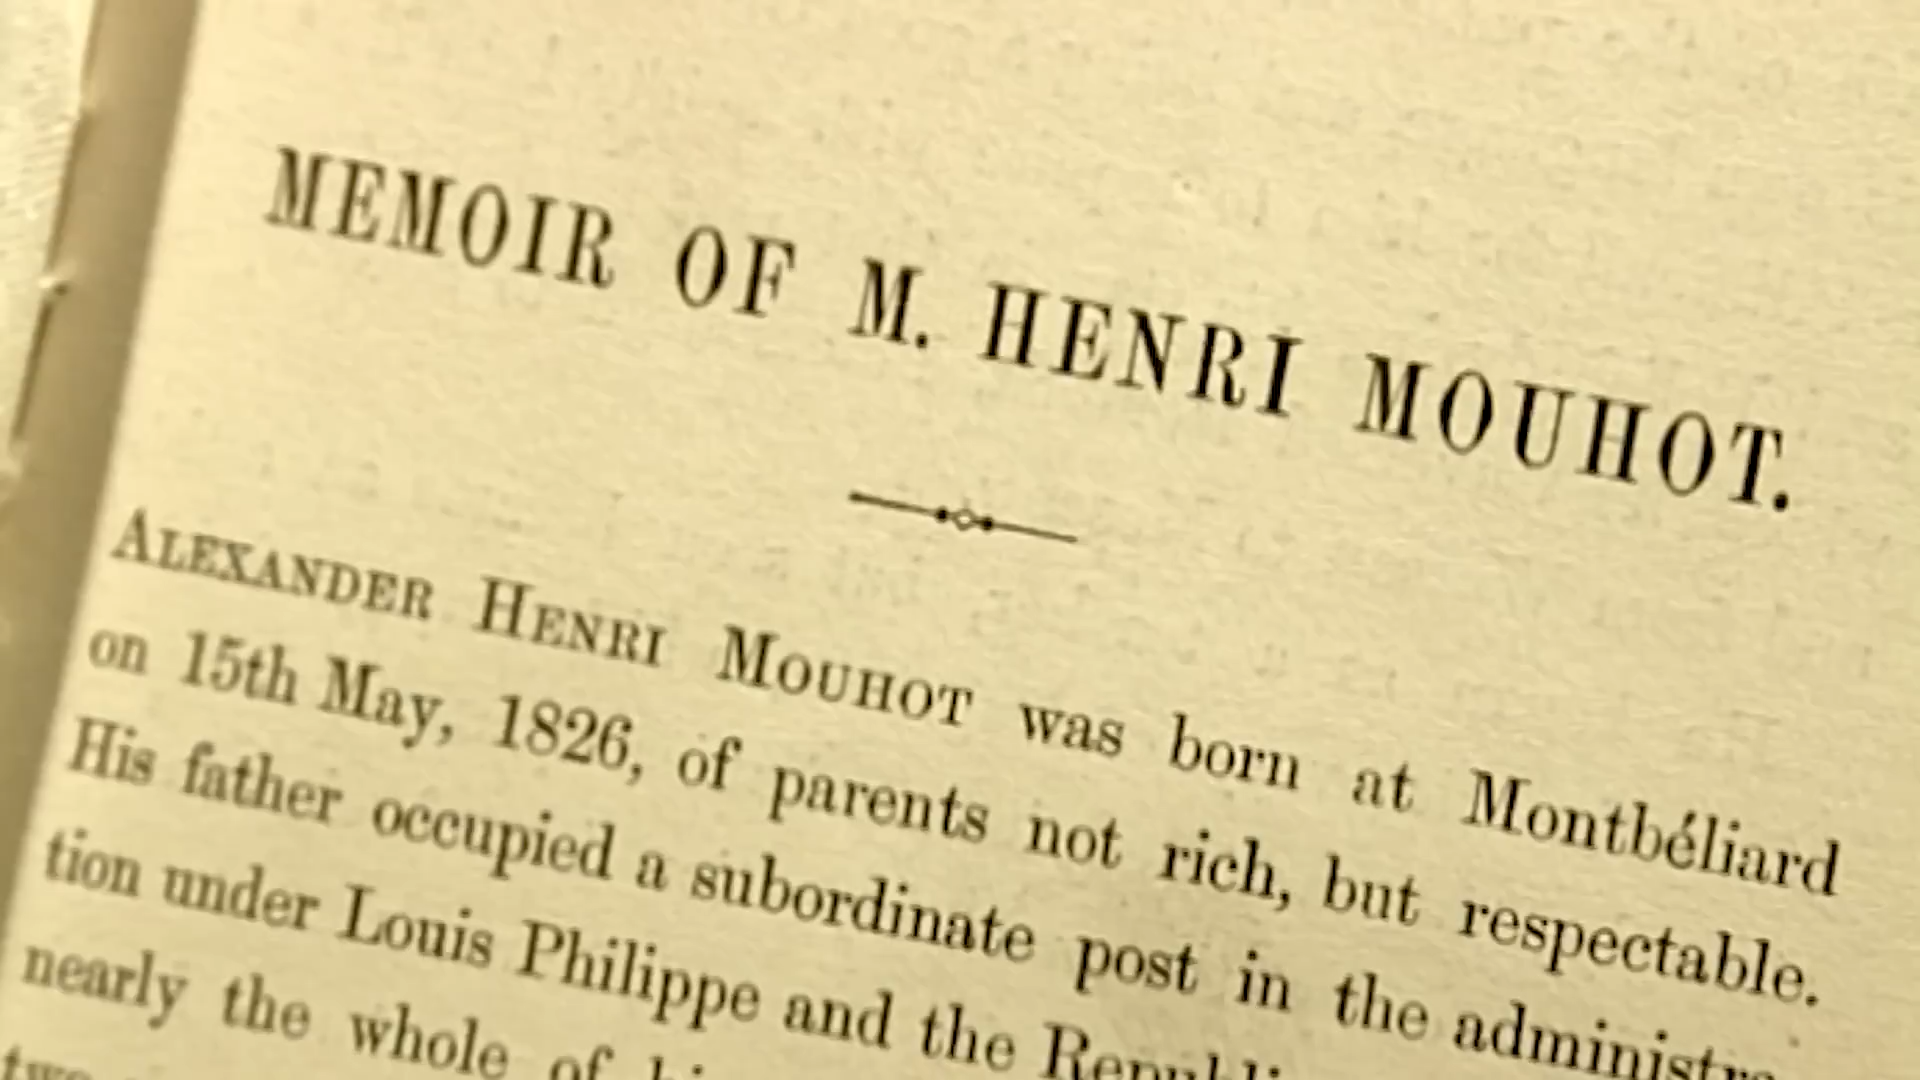 MEMOIR OF M. HENRI MOUHOT.
ALEXANDER HENRI MOUHOT was born at Montbéliard
on 15th May, 1826, of parents not rich, but respectable.
His father occupied a subordinate post in the administra-
tion under Louis Philippe and the
nearly the whole of
two